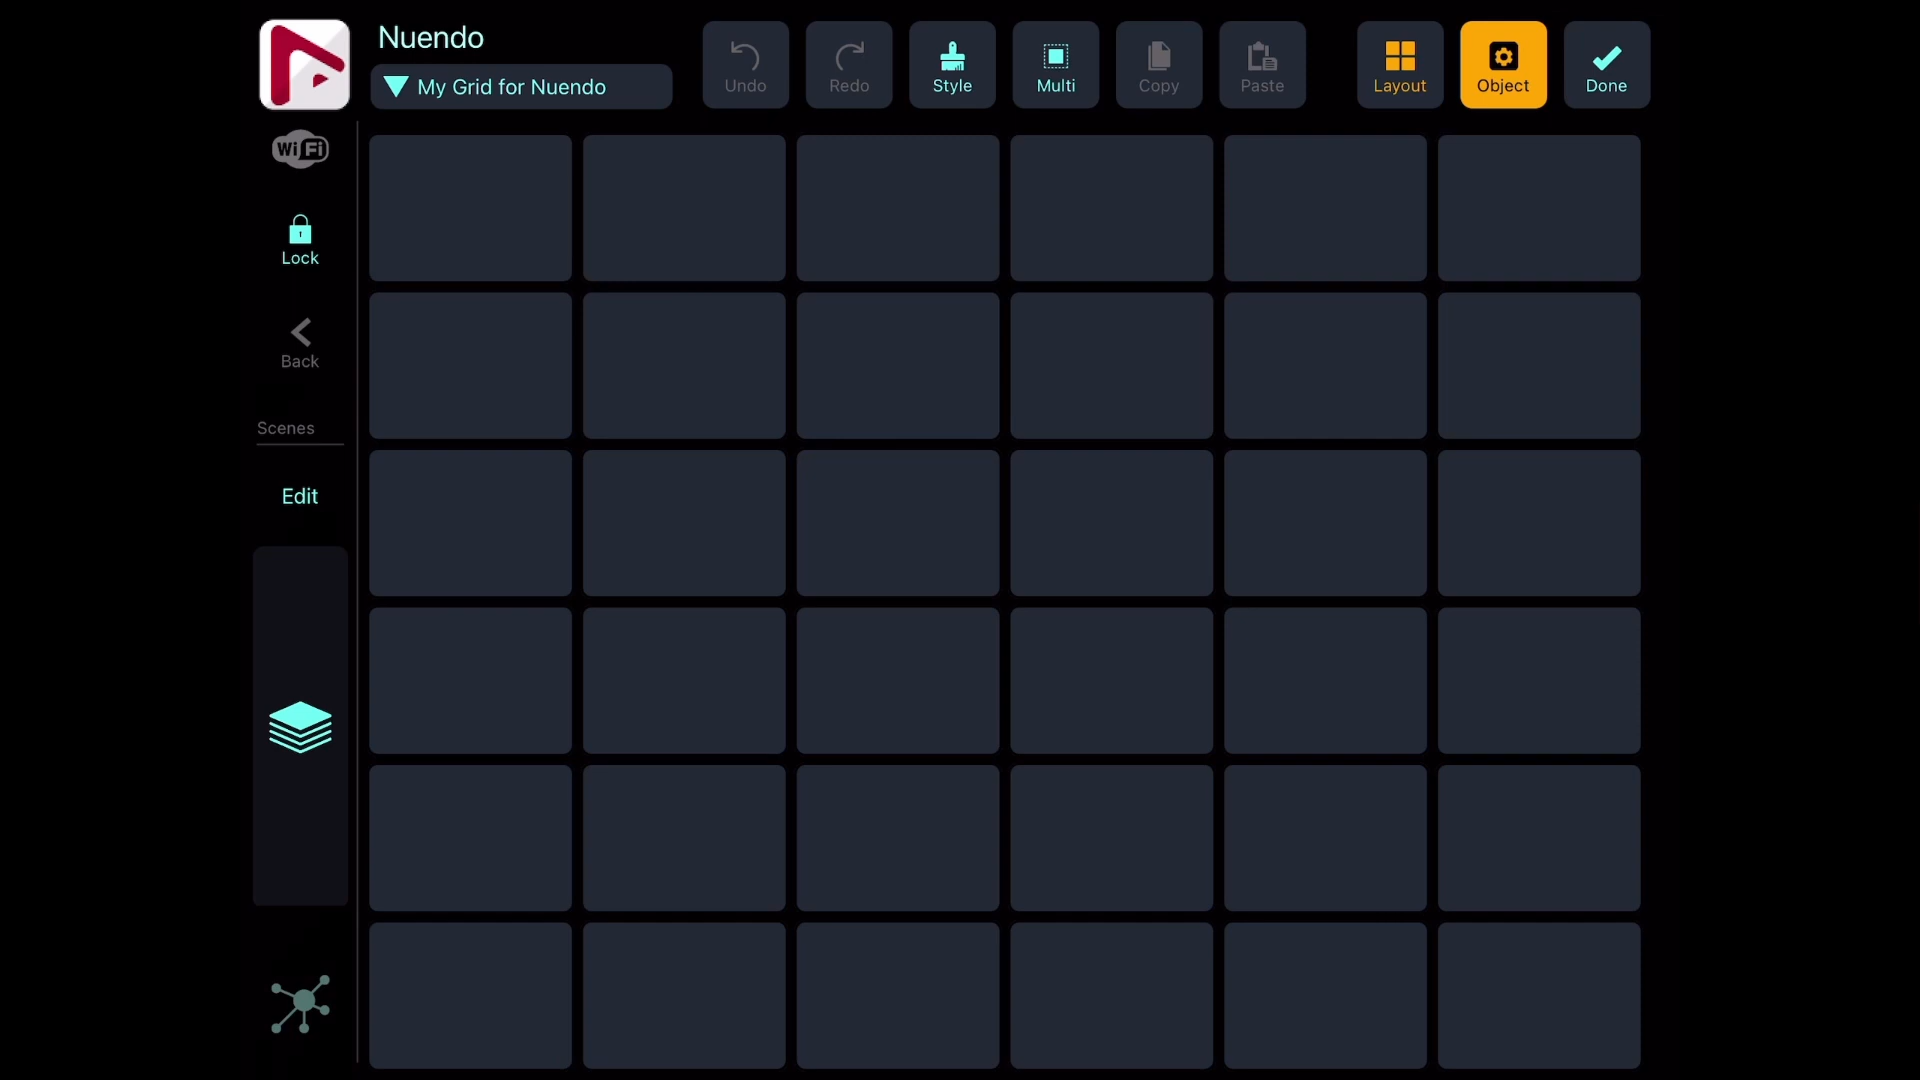 Nuendo
My Grid for Nuendo
Undo
Redo
Style
Multi
Copy
Paste
Layout
Object
Done
WiFi
Lock
Back
Scenes
Edit